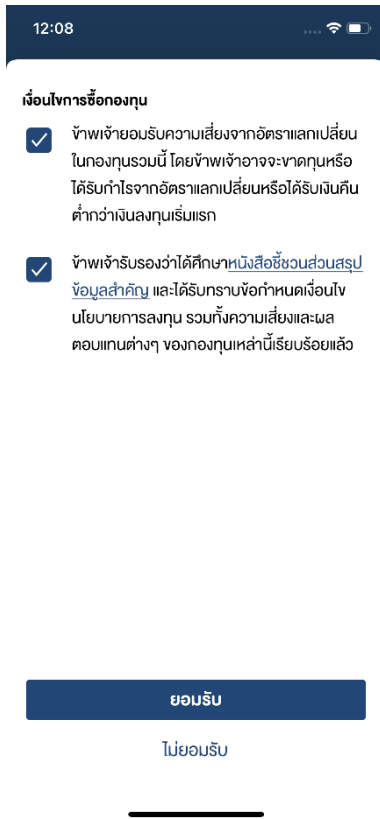 12:08
เงื่อนไขการซื้อกองทุน
ข้าพเจ้ายอมรับความเสี่ยงจากอัตราแลกเปลี่ยน
ในกองทุนรวมนี้ โดยข้าพเจ้าอาจจะขาดทุนหรือ
ได้รับกำไรจากอัตราแลกเปลี่ยนหรือได้รับเงินคืน
ต่ำกว่าเงินลงทุนเริ่มแรก
ข้าพเจ้ารับรองว่าได้ศึกษาหนังสือชี้ชวนส่วนสรุป
ข้อมูลสำคัญ และได้รับทราบข้อกำหนดเงื่อนไข
นโยบายการลงทุน รวมทั้งความเสี่ยงและผล
ตอบแทนต่างๆ ของกองทุนเหล่านี้เรียบร้อยแล้ว
ยอมรับ
ไม่ยอมรับ